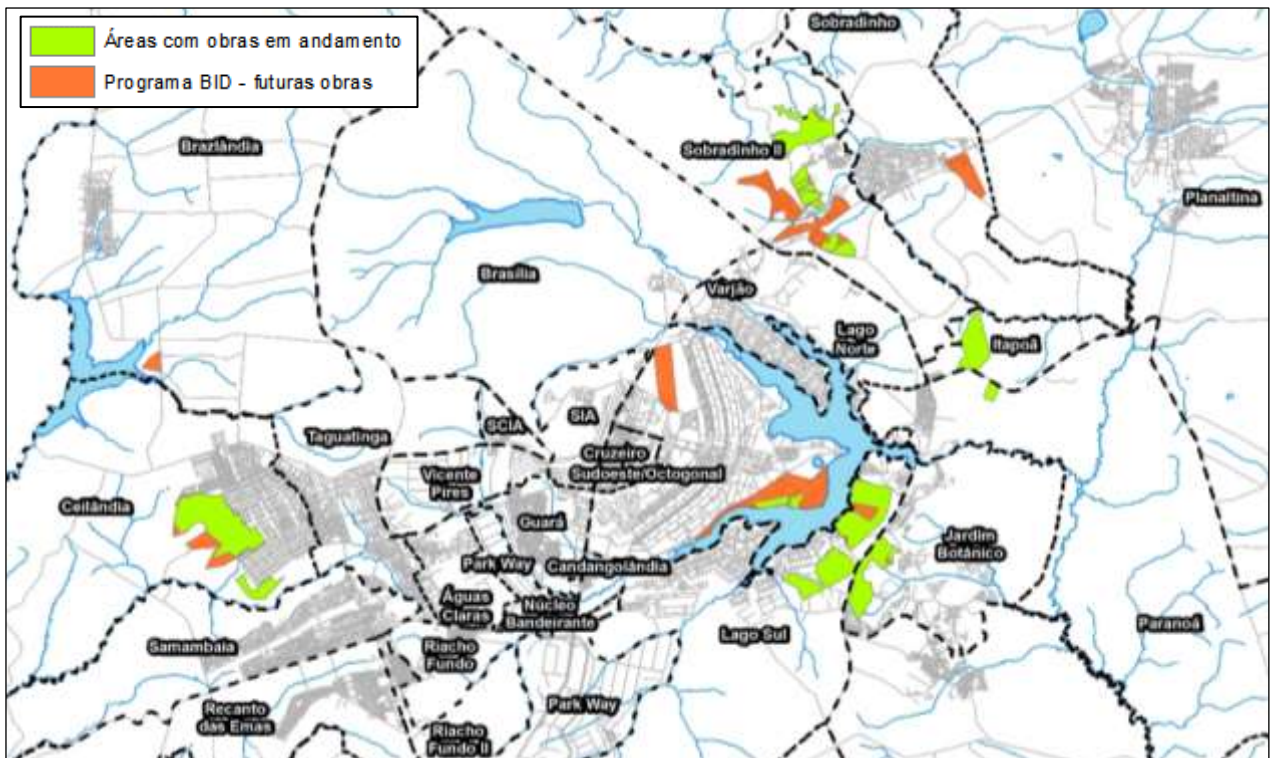 Áreas com obras em andamento
Programa BID - futuras obras
Sobradinho
Brazlândia
Sobradinho II
Planaltina
Brasília
Varjão
Lago
Norte
Itapoã
SIA
SCIA
Taguatinga
Cruzeiro
Sudoeste/Octogonal
Vicente
Pires
Ceilândia
Guará
Jardim
Botânico
Park Way
Candangolândia
Águas
Claras
Núcleo
Bandeirante
Samambaia
Lago Sul
Paranoá
Riacho
Fundo
Recanto
das Emas
Park Way
Riacho
Fundo II